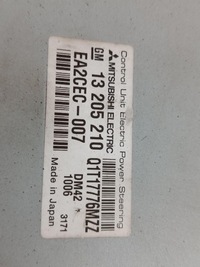 Control Unit Electric Power Steering
MITSUBISHI ELECTRIC
GM 13 205 210 Q1T17776MZZ
EA2CEC-007
DM42
1006 3171
Made in Japan